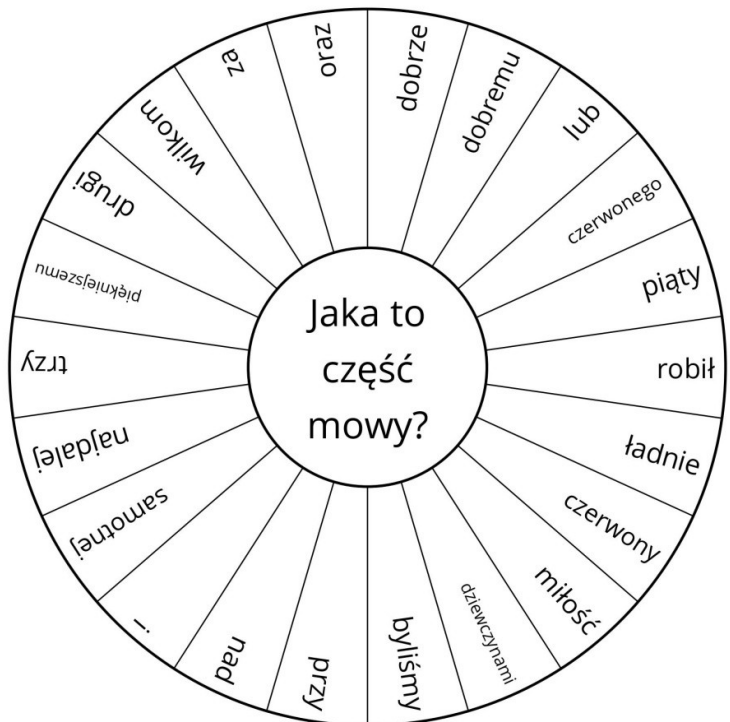 Jaka to
część
mowy?
dobrze
dobremu
lub
czerwonego
piąty
robił
ładnie
czerwony
miłość
dziewczynami
byliśmy
przy
nad
i
samotnej
najdalej
trzy
piękniejszemu
drugi
wilkom
za
oraz